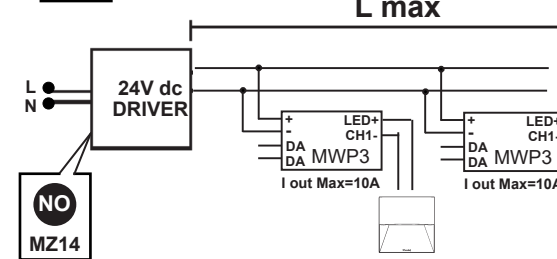 L max
L
N
24V dc
DRIVER
+ LED+
- CH1-
DA
DA MWP3
I out Max=10A
+ LED+
- CH1-
DA
DA MWP3
I out Max=10A
NO
MZ14